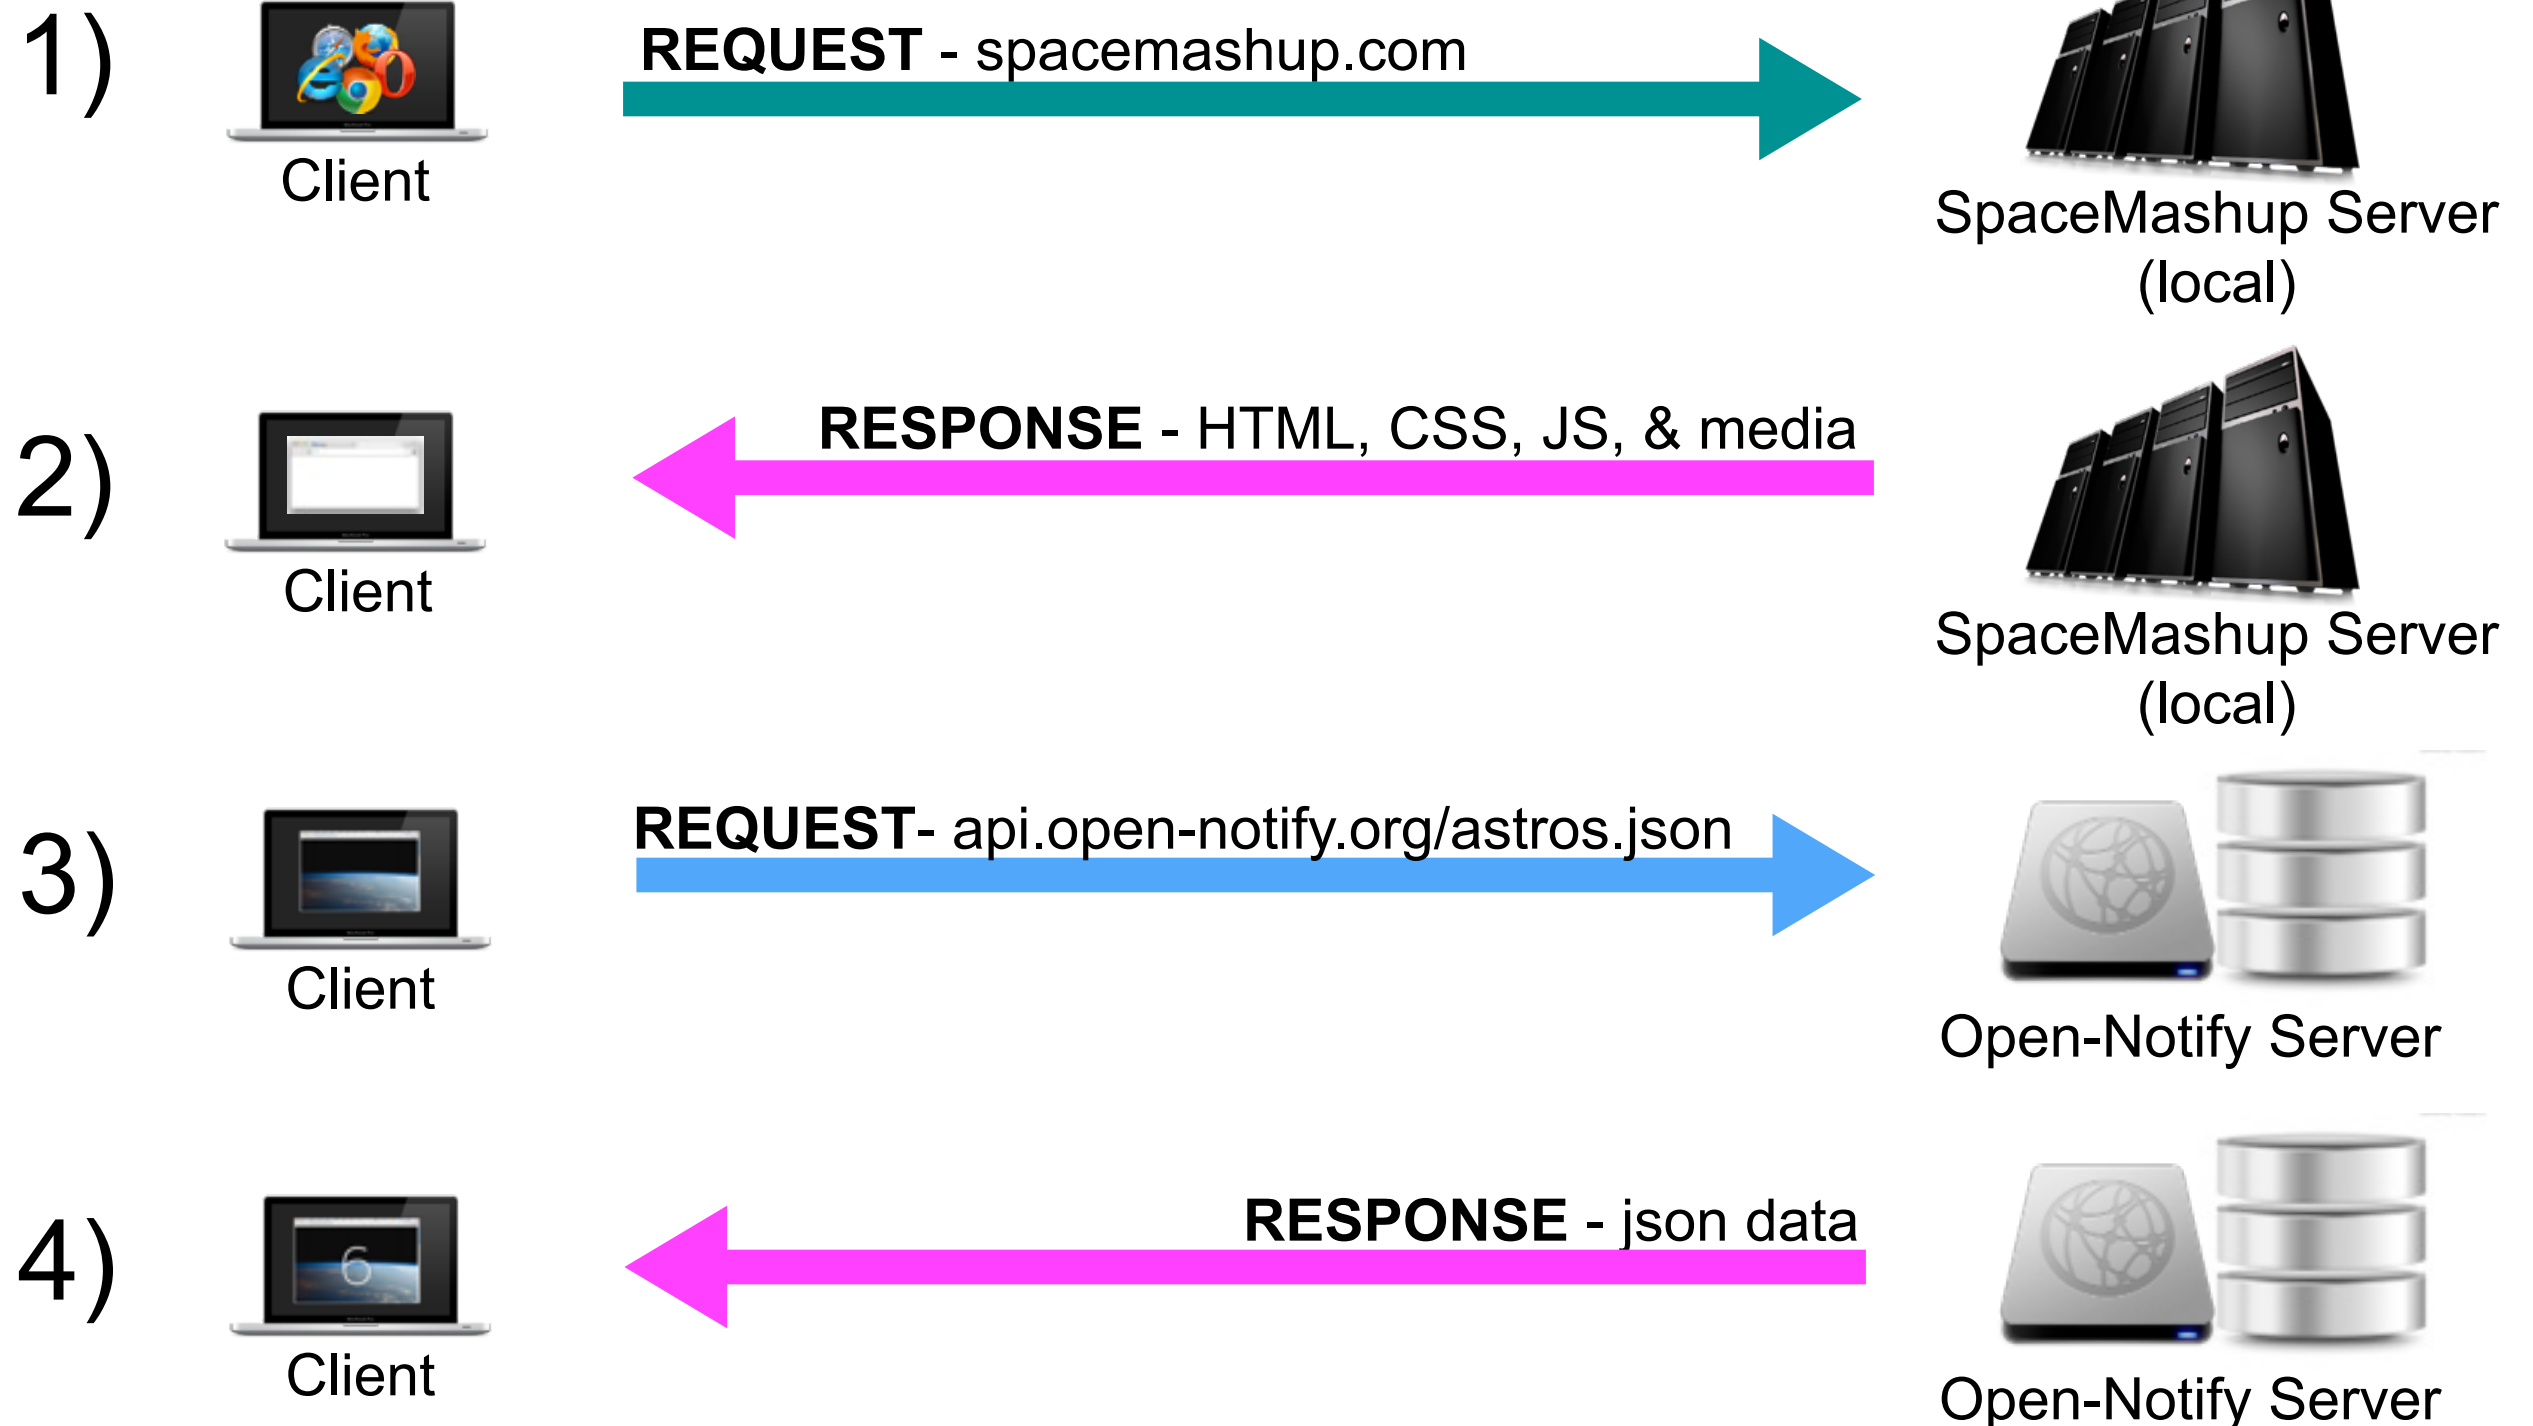 1)
REQUEST - spacemashup.com
Client
SpaceMashup Server
(local)
2)
RESPONSE - HTML, CSS, JS, & media
Client
SpaceMashup Server
(local)
3)
REQUEST- api.open-notify.org/astros.json
Client
Open-Notify Server
4)
6
RESPONSE - json data
Client
Open-Notify Server